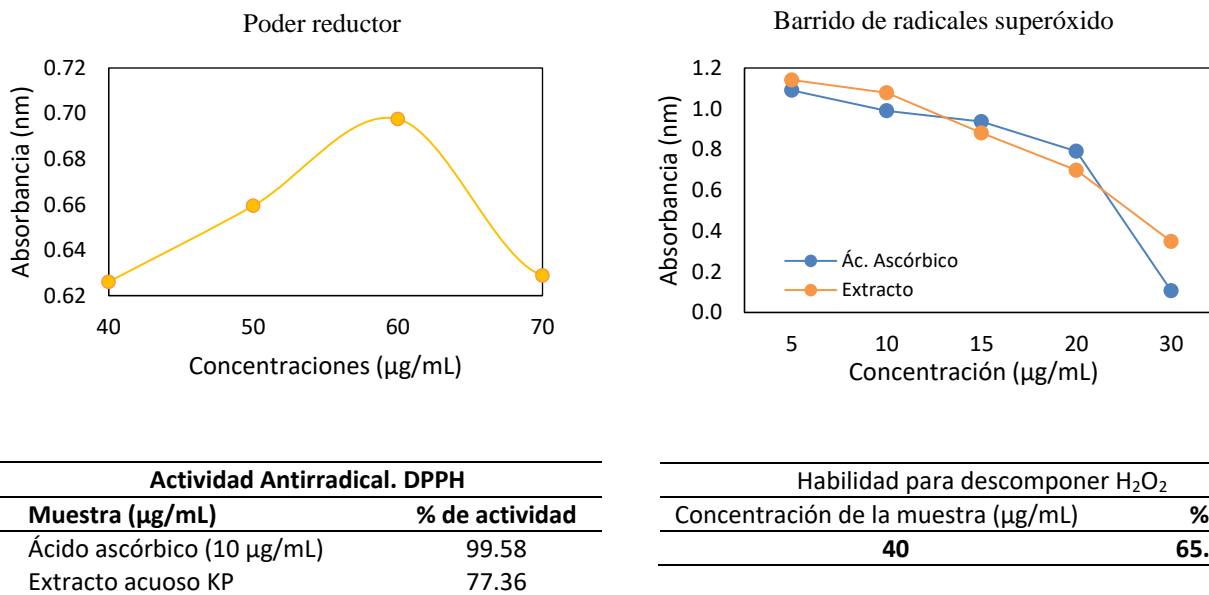 Poder reductor
0.72
0.70
0.68
0.66
0.64
0.62
Absorbancia (nm)
40 50 60 70
Concentraciones (µg/mL)
Barrido de radicales superóxido
1.2
1.0
0.8
0.6
0.4
0.2
0.0
Absorbancia (nm)
Ác. Ascórbico
Extracto
5 10 15 20 30
Concentración (µg/mL)
Actividad Antirradical. DPPH
Muestra (µg/mL) % de actividad
Ácido ascórbico (10 µg/mL) 99.58
Extracto acuoso KP 77.36
Habilidad para descomponer H₂O₂
Concentración de la muestra (µg/mL) %
40 65.